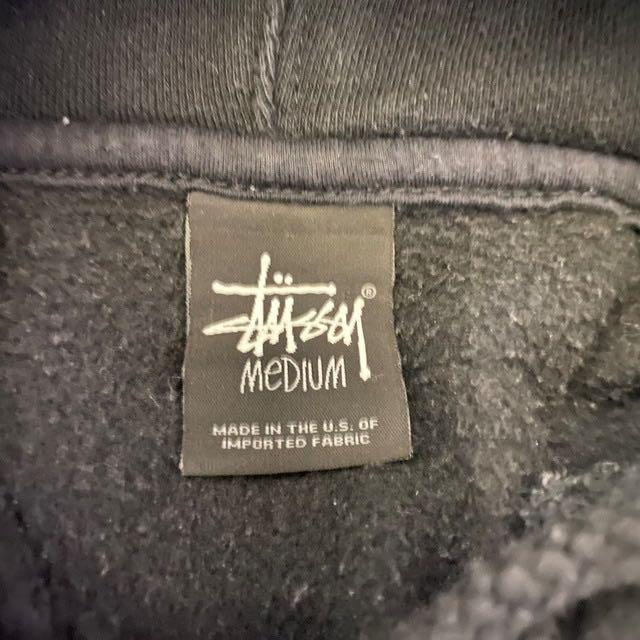 Stüssy®
MEDIUM
MADE IN THE U.S. OF
IMPORTED FABRIC